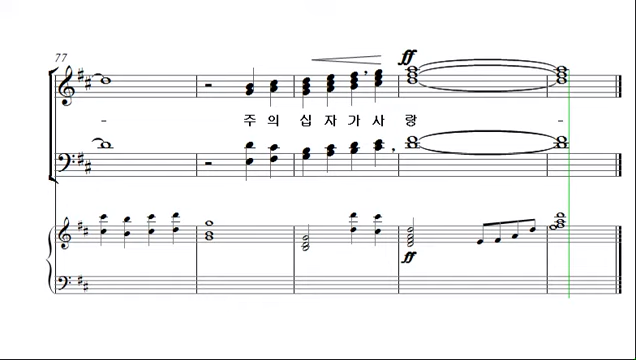 77
ff
- 주 의 십 자 가 사 랑 -
ff